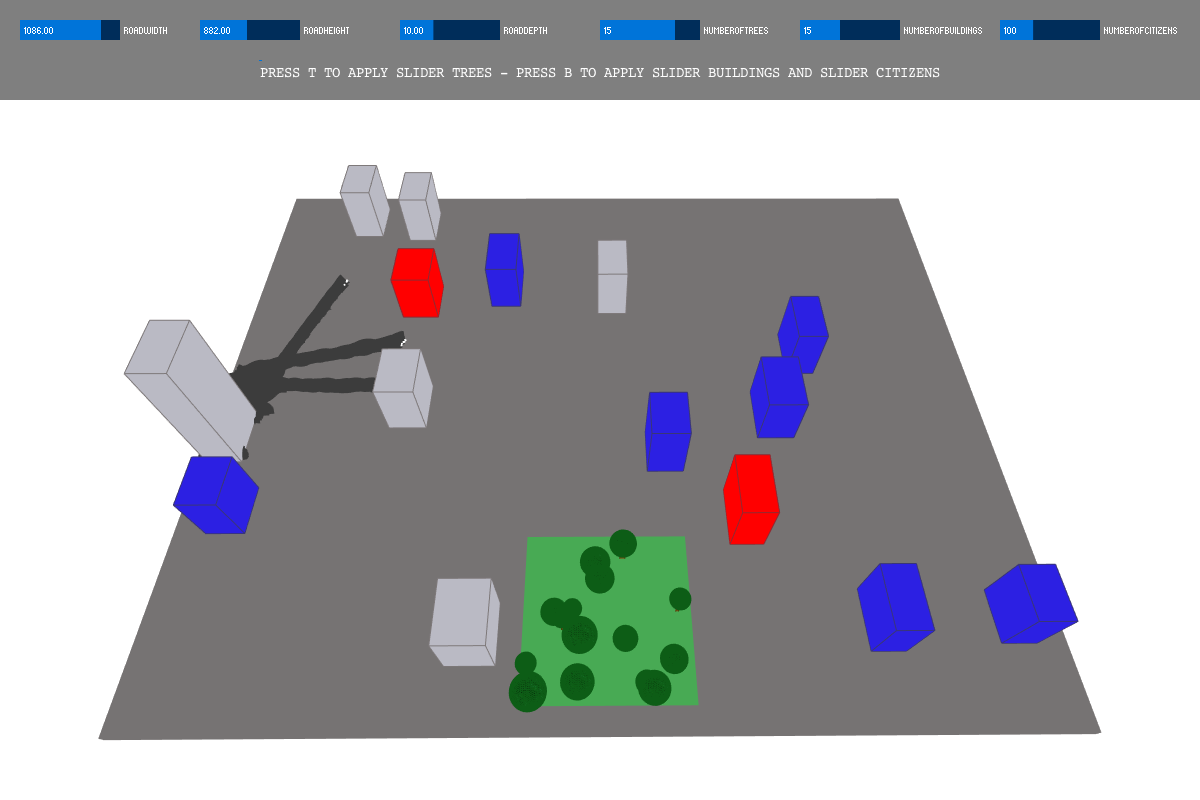 1086.00 ROADWIDTH 882.00 ROADHEIGHT 10.00 ROADDEPTH 15 NUMBEROFTREES 15 NUMBEROFBUILDINGS 100 NUMBEROFCITIZENS
PRESS T TO APPLY SLIDER TREES - PRESS B TO APPLY SLIDER BUILDINGS AND SLIDER CITIZENS